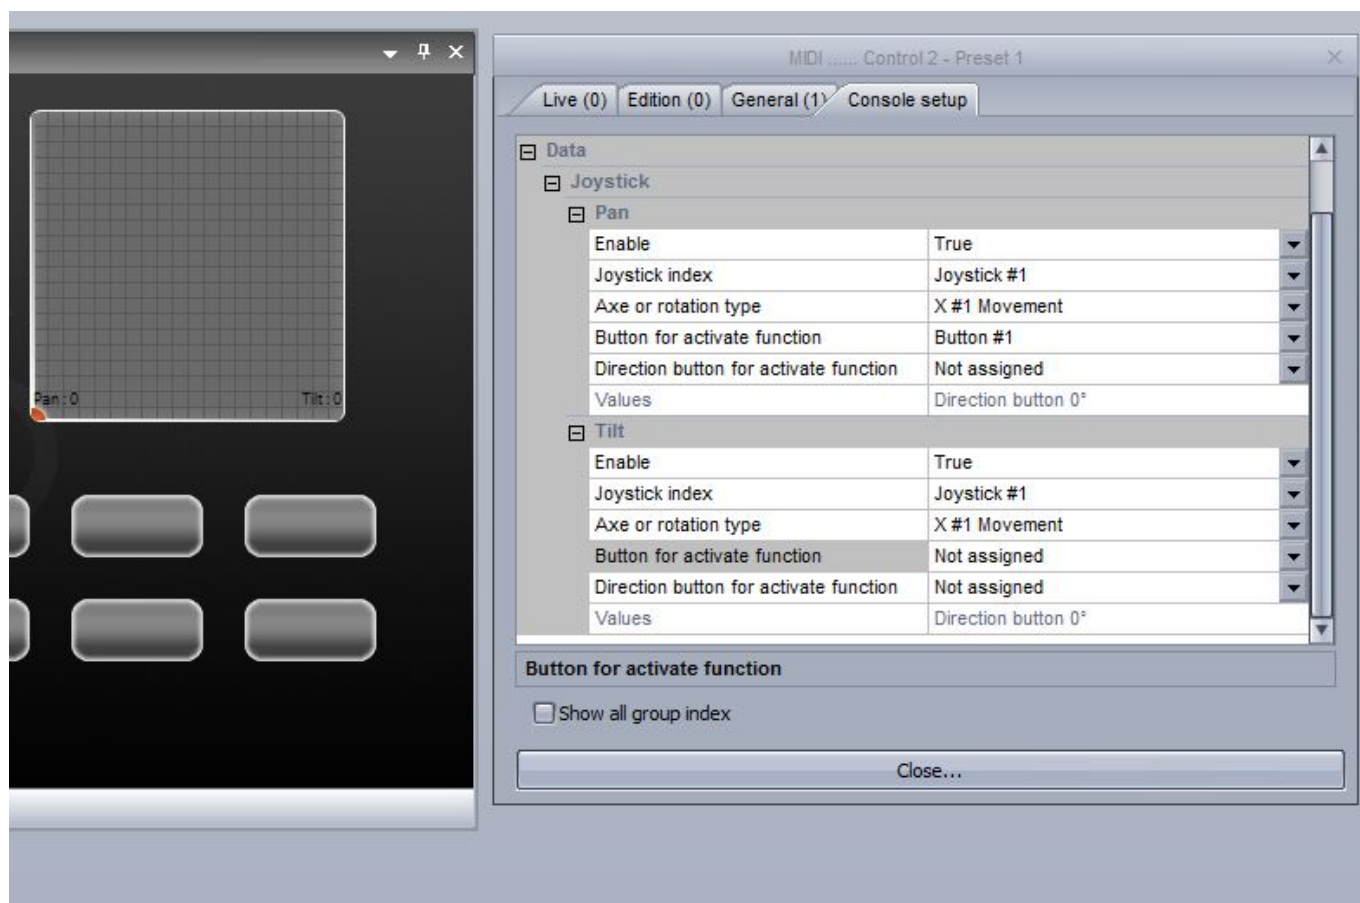 MIDI ...... Control 2 - Preset 1
Live (0) Edition (0) General (1) Console setup
Data
Joystick
Pan
Enable True
Joystick index Joystick #1
Axe or rotation type X #1 Movement
Button for activate function Button #1
Direction button for activate function Not assigned
Values Direction button 0°
Tilt
Enable True
Joystick index Joystick #1
Axe or rotation type X #1 Movement
Button for activate function Not assigned
Direction button for activate function Not assigned
Values Direction button 0°
Button for activate function
Show all group index
Close...
Pan : 0 Tilt : 0